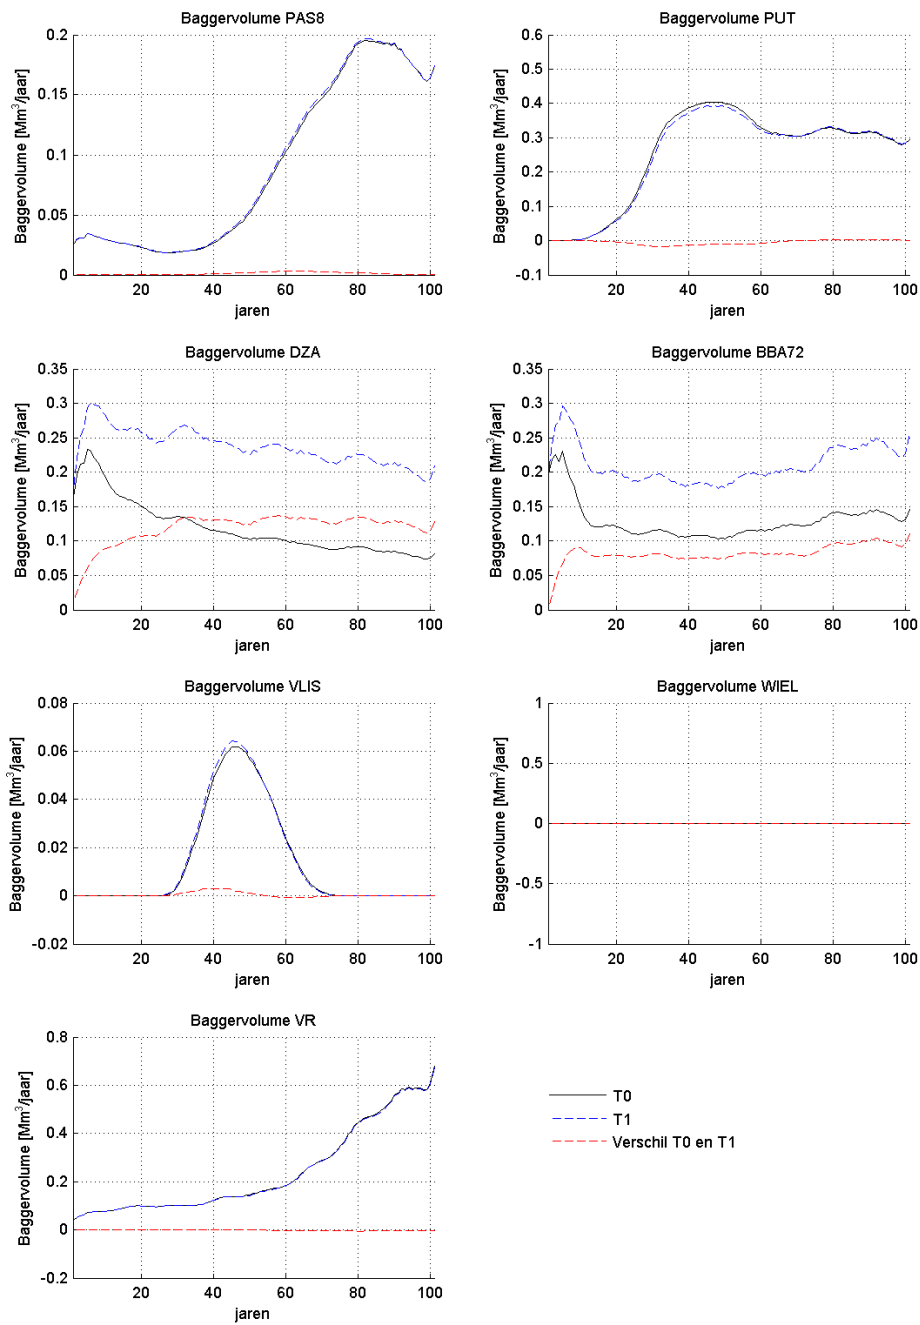 Baggervolume PAS8
0.2
0.15
0.1
0.05
0
Baggervolume [Mm³/jaar]
20 40 60 80 100
jaren
Baggervolume PUT
0.6
0.5
0.4
0.3
0.2
0.1
0
-0.1
Baggervolume [Mm³/jaar]
20 40 60 80 100
jaren
Baggervolume DZA
0.35
0.3
0.25
0.2
0.15
0.1
0.05
0
Baggervolume [Mm³/jaar]
20 40 60 80 100
jaren
Baggervolume BBA72
0.35
0.3
0.25
0.2
0.15
0.1
0.05
0
Baggervolume [Mm³/jaar]
20 40 60 80 100
jaren
Baggervolume VLIS
0.08
0.06
0.04
0.02
0
-0.02
Baggervolume [Mm³/jaar]
20 40 60 80 100
jaren
Baggervolume WIEL
1
0.5
0
-0.5
-1
Baggervolume [Mm³/jaar]
20 40 60 80 100
jaren
Baggervolume VR
0.8
0.6
0.4
0.2
0
-0.2
Baggervolume [Mm³/jaar]
20 40 60 80 100
jaren
T0
T1
Verschil T0 en T1